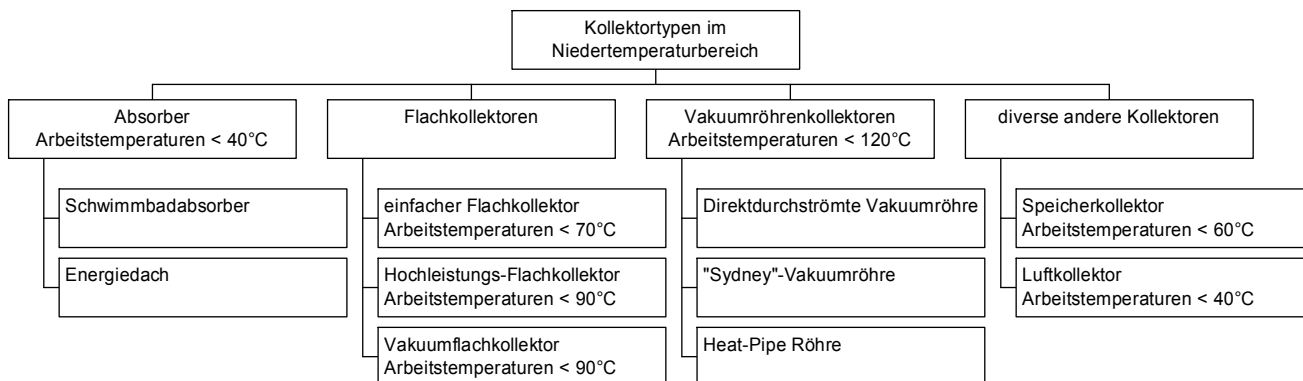 Kollektortypen im
Niedertemperaturbereich
Absorber
Arbeitstemperaturen < 40°C
Flachkollektoren
Vakuumröhrenkollektoren
Arbeitstemperaturen < 120°C
diverse andere Kollektoren
Schwimmbadabsorber
Energiedach
einfacher Flachkollektor
Arbeitstemperaturen < 70°C
Hochleistungs-Flachkollektor
Arbeitstemperaturen < 90°C
Vakuumflachkollektor
Arbeitstemperaturen < 90°C
Direktdurchströmte Vakuumröhre
"Sydney"-Vakuumröhre
Heat-Pipe Röhre
Speicherkollektor
Arbeitstemperaturen < 60°C
Luftkollektor
Arbeitstemperaturen < 40°C